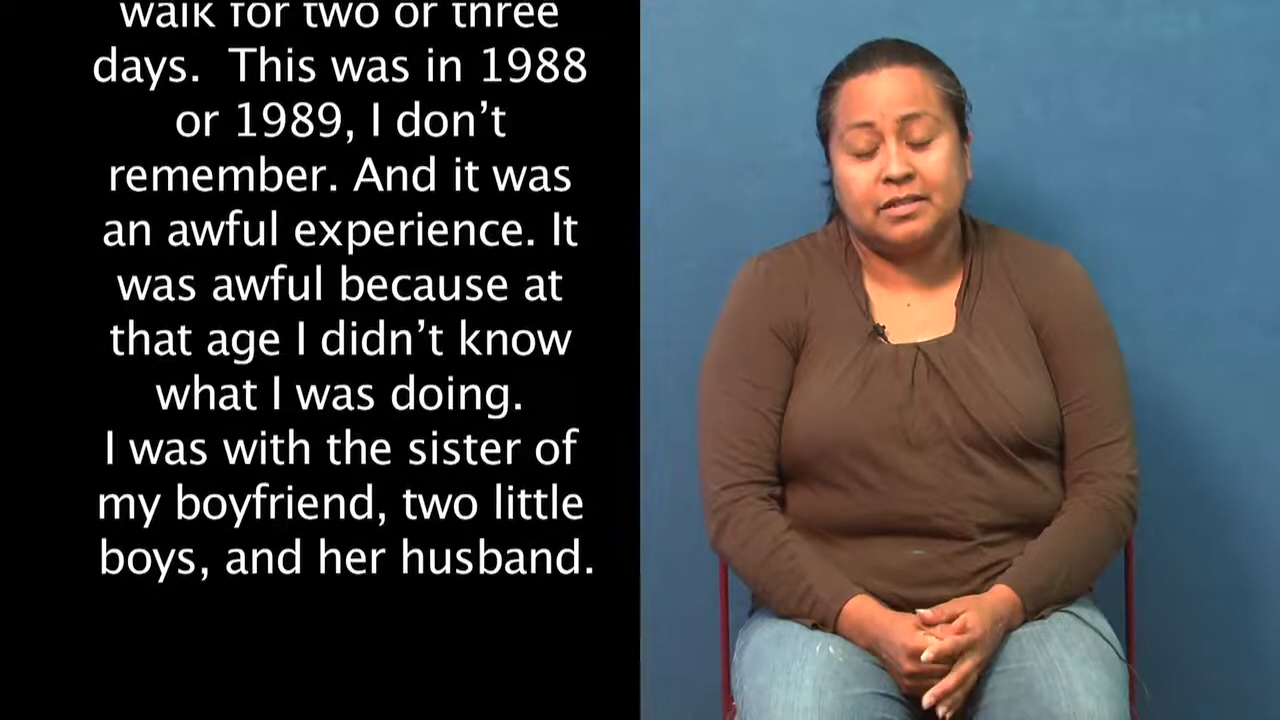 walk for two or three
days.  This was in 1988
or 1989, I don’t
remember. And it was
an awful experience. It
was awful because at
that age I didn’t know
what I was doing.
I was with the sister of
my boyfriend, two little
boys, and her husband.